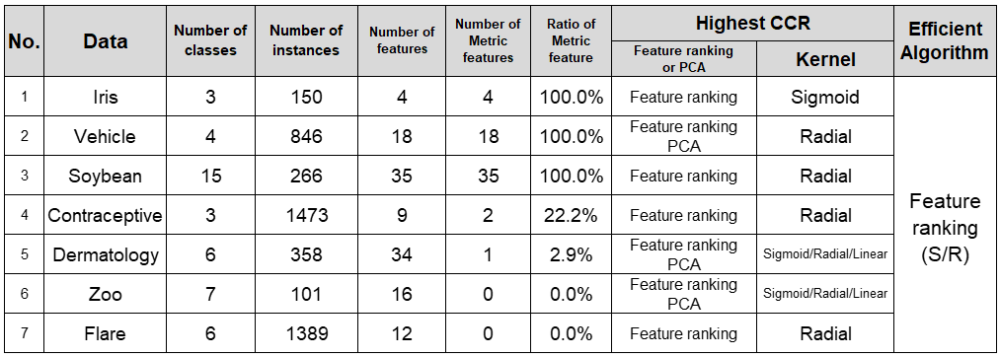 No. Data Number of classes Number of instances Number of features Number of Metric features Ratio of Metric feature Highest CCR Efficient Algorithm
Feature ranking or PCA Kernel
1 Iris 3 150 4 4 100.0% Feature ranking Sigmoid
2 Vehicle 4 846 18 18 100.0% Feature ranking PCA Radial
3 Soybean 15 266 35 35 100.0% Feature ranking Radial
4 Contraceptive 3 1473 9 2 22.2% Feature ranking Radial
5 Dermatology 6 358 34 1 2.9% Feature ranking PCA Sigmoid/Radial/Linear
6 Zoo 7 101 16 0 0.0% Feature ranking PCA Sigmoid/Radial/Linear
7 Flare 6 1389 12 0 0.0% Feature ranking Radial
Feature
ranking
(S/R)